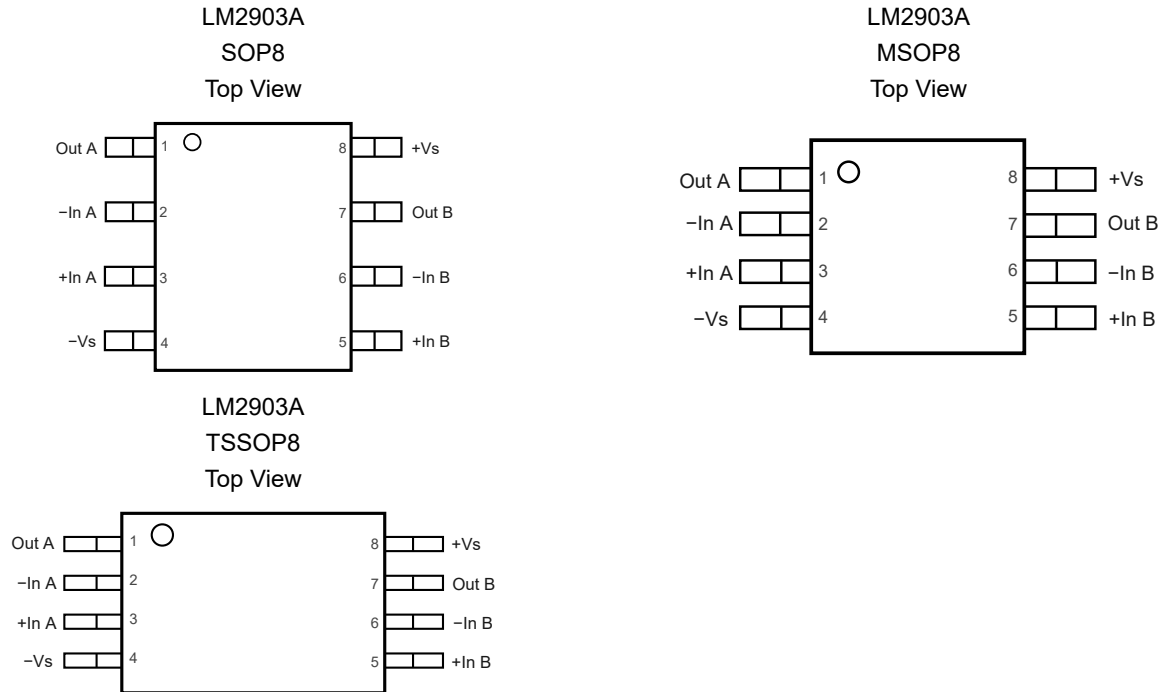 LM2903A
SOP8
Top View
Out A 1 8 +Vs
−In A 2 7 Out B
+In A 3 6 −In B
−Vs 4 5 +In B
LM2903A
MSOP8
Top View
Out A 1 8 +Vs
−In A 2 7 Out B
+In A 3 6 −In B
−Vs 4 5 +In B
LM2903A
TSSOP8
Top View
Out A 1 8 +Vs
−In A 2 7 Out B
+In A 3 6 −In B
−Vs 4 5 +In B